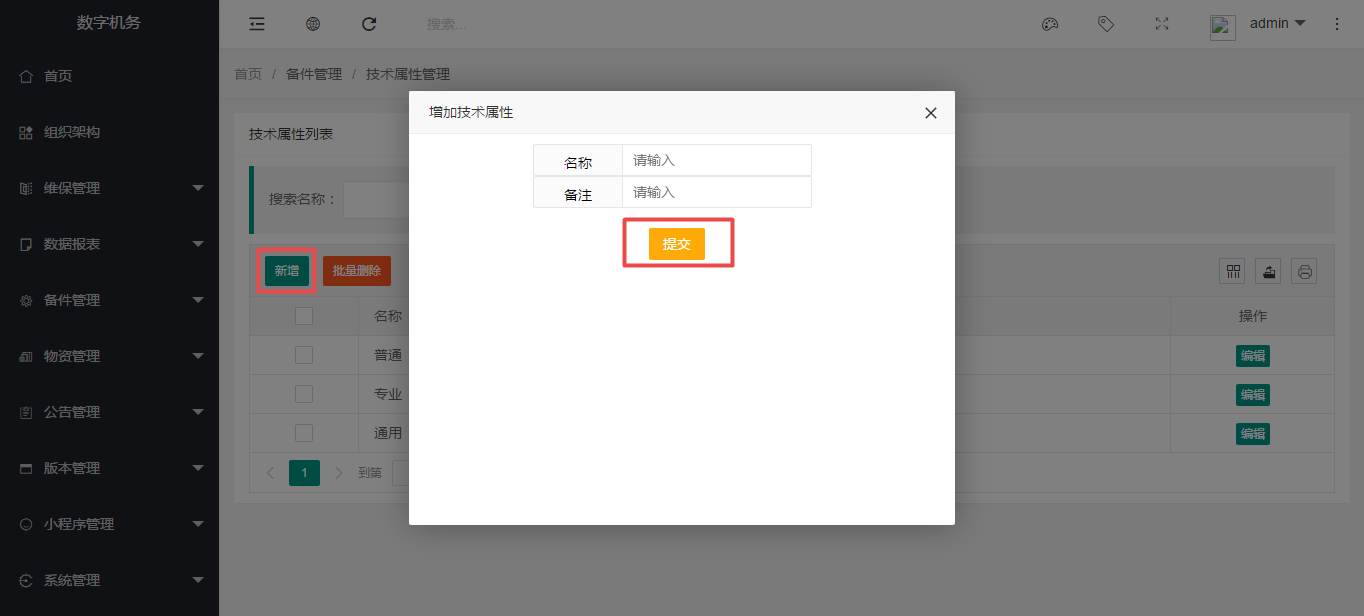 数字机务
首页
组织架构
维保管理
数据报表
备件管理
物资管理
公告管理
版本管理
小程序管理
系统管理
搜索...
admin
首页 / 备件管理 / 技术属性管理
技术属性列表
搜索名称：
新增
批量删除
名称
操作
普通
编辑
专业
编辑
通用
编辑
1
到第
增加技术属性
名称
请输入
备注
请输入
提交